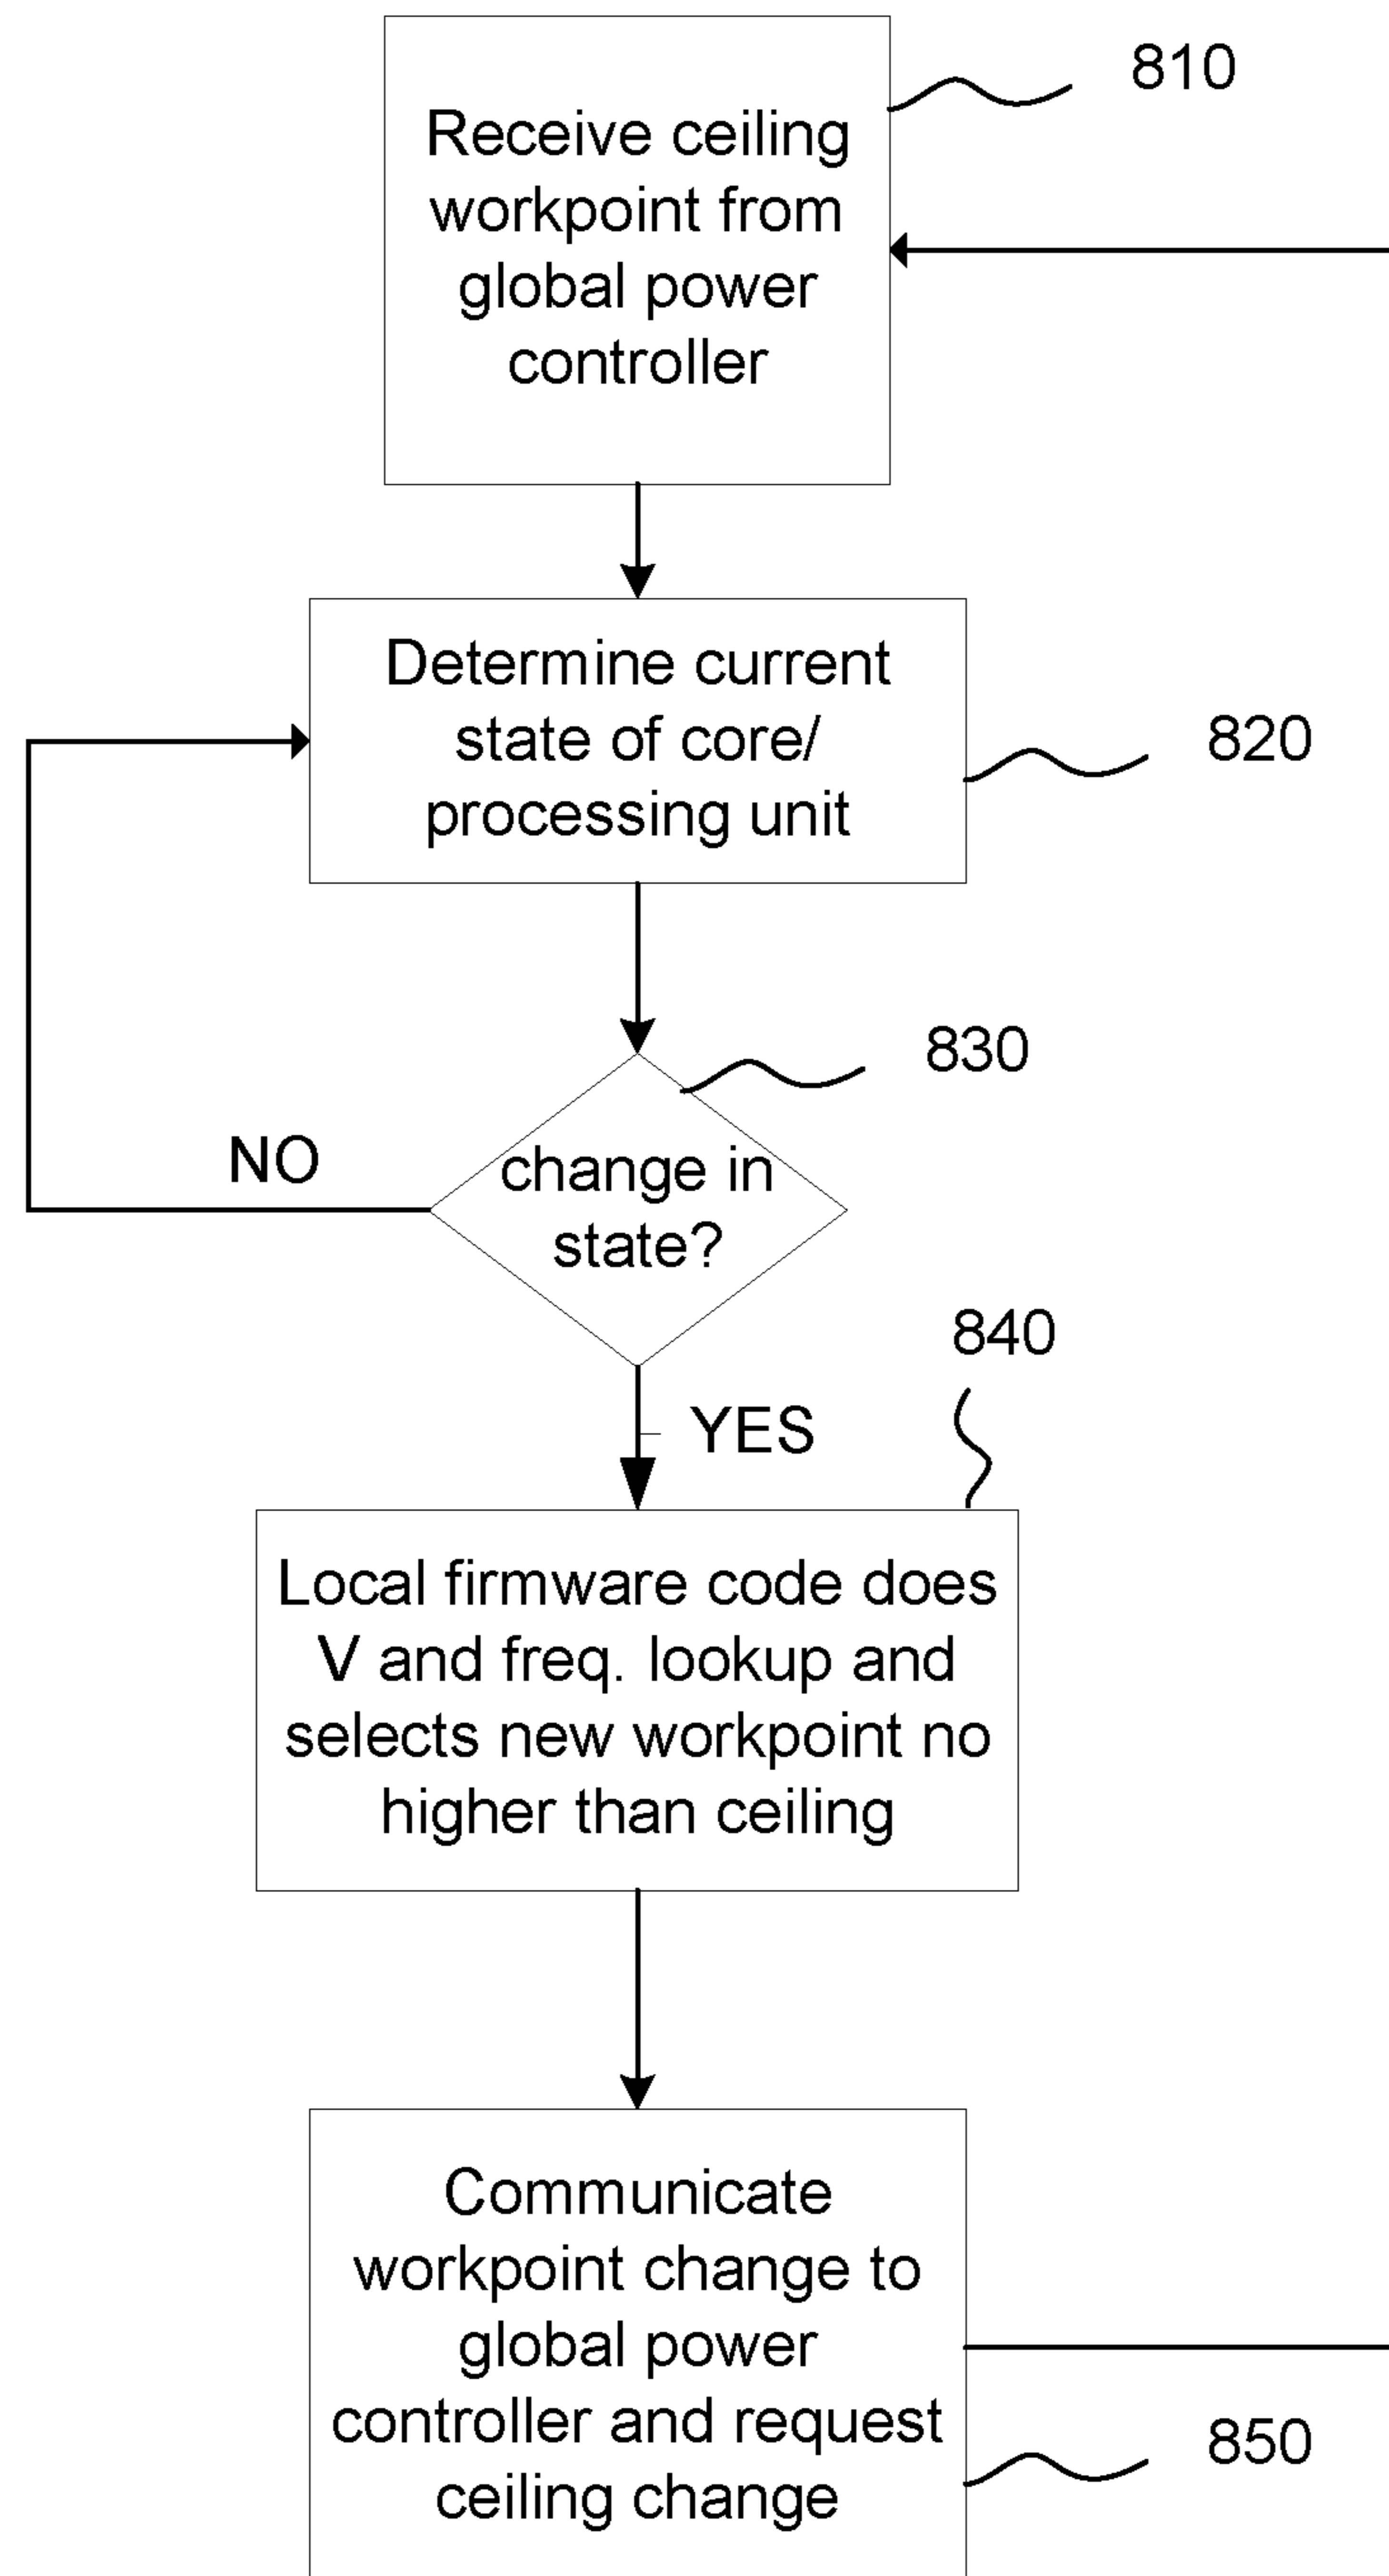 810
Receive ceiling
workpoint from
global power
controller
Determine current
state of core/
processing unit
820
830
change in
state?
NO
840
YES
Local firmware code does
V and freq. lookup and
selects new workpoint no
higher than ceiling
Communicate
workpoint change to
global power
controller and request
ceiling change
850